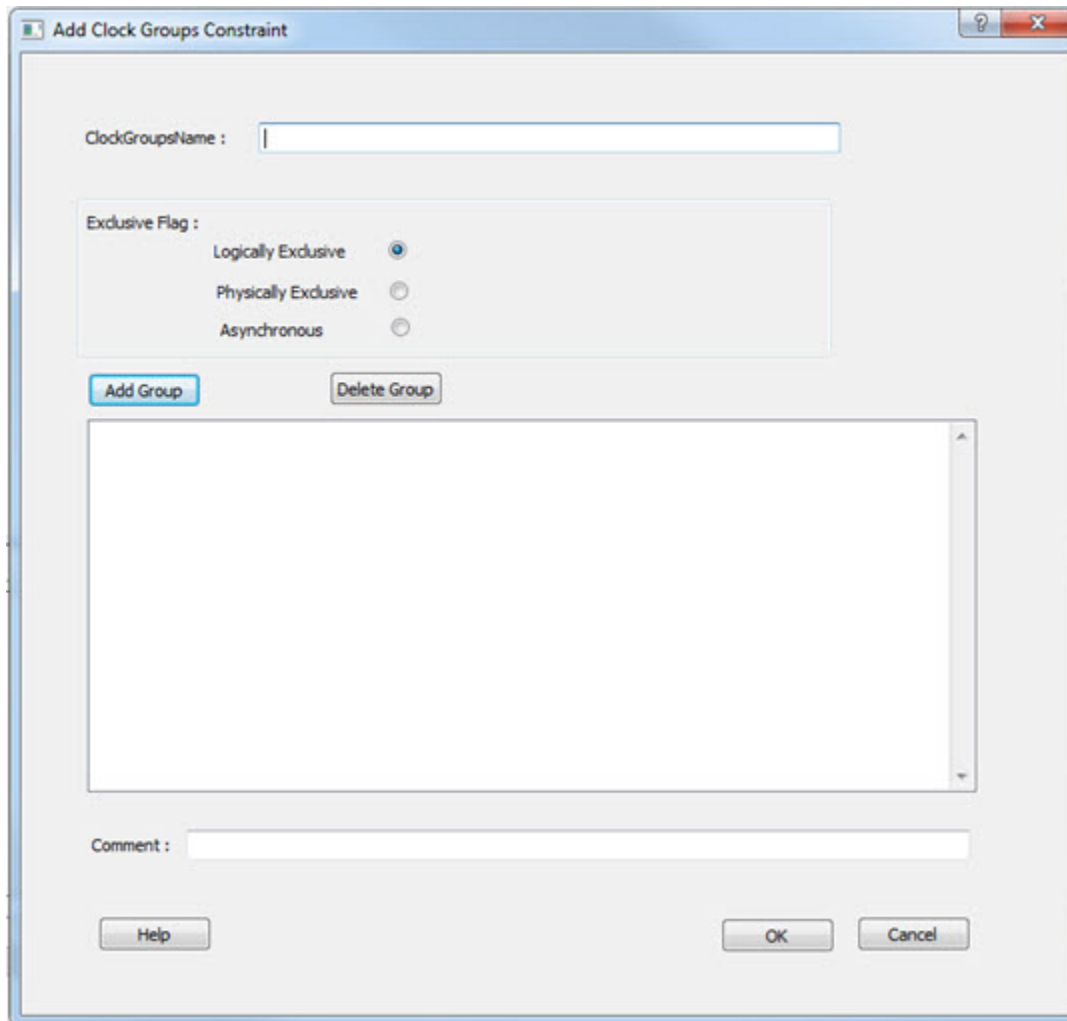 Add Clock Groups Constraint
ClockGroupsName :
Exclusive Flag :
Logically Exclusive
Physically Exclusive
Asynchronous
Add Group
Delete Group
Comment :
Help
OK
Cancel